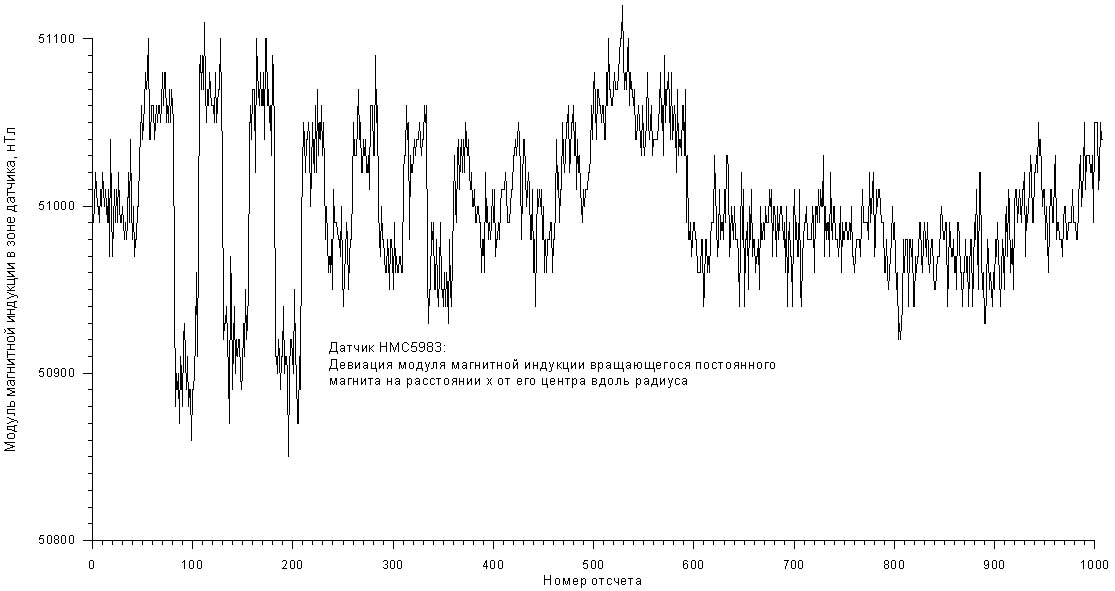 51100
51000
50900
50800
Модуль магнитной индукции в зоне датчика, нТл
Датчик HMC5983:
Девиация модуля магнитной индукции вращающегося постоянного
магнита на расстоянии x от его центра вдоль радиуса
0 100 200 300 400 500 600 700 800 900 1000
Номер отсчета